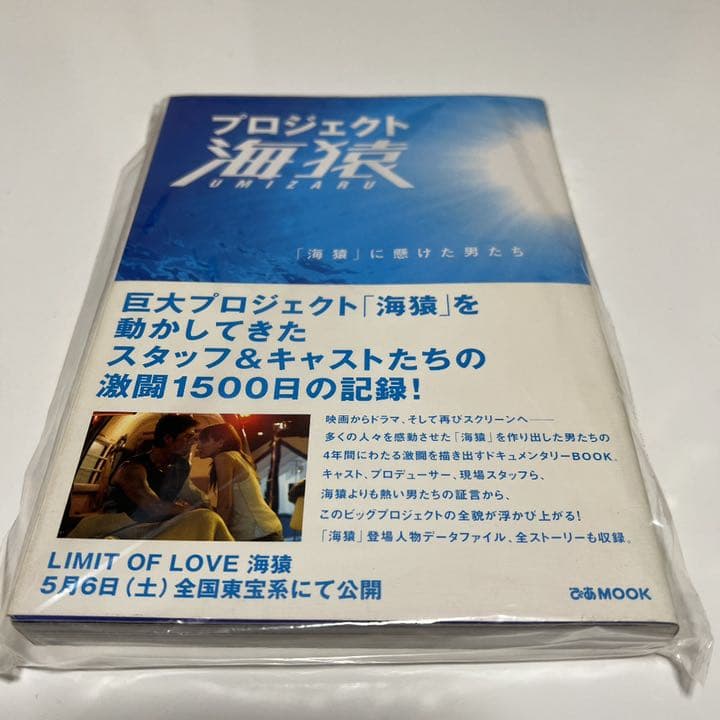 プロジェクト
海猿
UMIZARU
「海猿」に懸けた男たち
巨大プロジェクト「海猿」を
動かしてきた
スタッフ&キャストたちの
激闘1500日の記録!
映画からドラマ、そして再びスクリーンへ――
多くの人々を感動させた「海猿」を作り出した男たちの
4年間にわたる激闘を描き出すドキュメンタリーBOOK。
キャスト、プロデューサー、現場スタッフら、
海猿よりも熱い男たちの証言から、
このビッグプロジェクトの全貌が浮かび上がる!
「海猿」登場人物データファイル、全ストーリーも収録。
LIMIT OF LOVE 海猿
5月6日(土)全国東宝系にて公開
ぴあMOOK